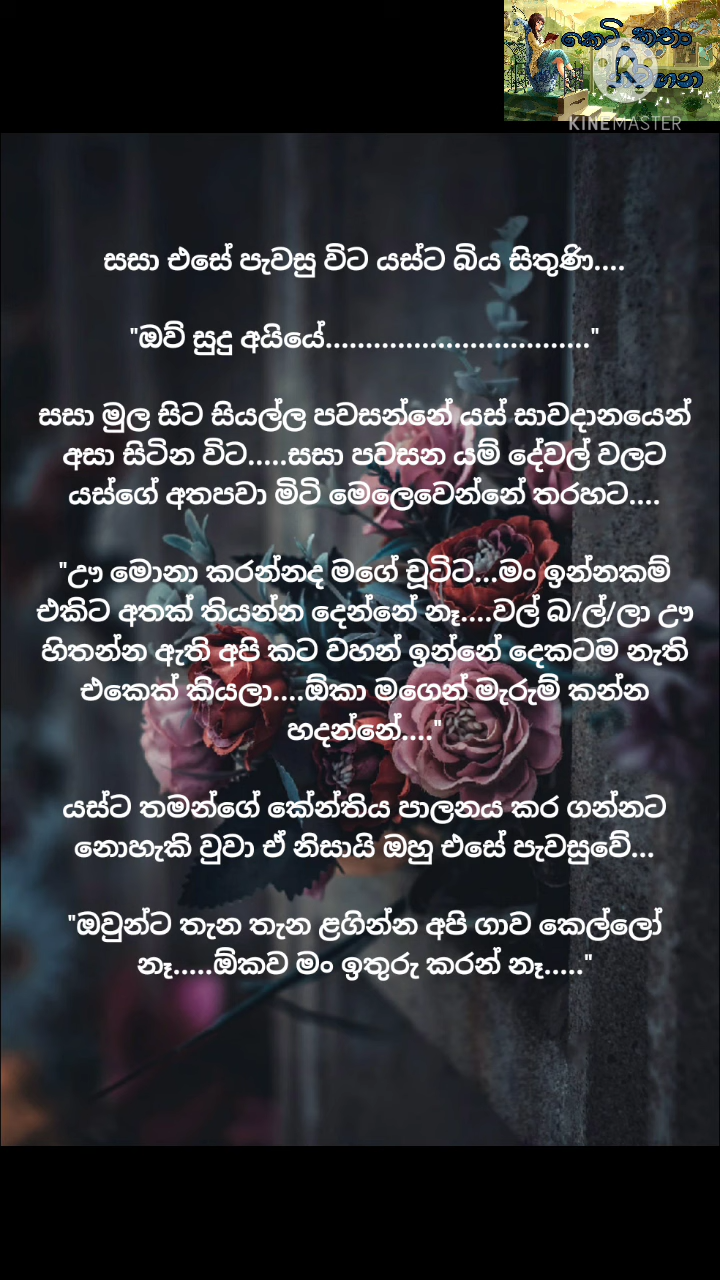 කෙටි කතා
KINEMASTER
සසා එසේ පැවසු විට යස්ට බිය සිතුණි....
"ඔව් සුදු අයියේ................................."
සසා මුල සිට සියල්ල පවසන්නේ යස් සාවදානයෙන්
අසා සිටින විට.....සසා පවසන යම් දේවල් වලට
යස්ගේ අතපවා මිටි මෙලෙවෙන්නේ තරහට....
"ඌ මොනා කරන්නද මගේ චූටිට...මං ඉන්නකම්
එකිට අතක් තියන්න දෙන්නේ නෑ....වල් බ/ල්/ලා ඌ
හිතන්න ඇති අපි කට වහන් ඉන්නේ දෙකටම නැති
එකෙක් කියලා....ඕකා මගෙන් මැරුම් කන්න
හදන්නේ...."
යස්ට තමන්ගේ කේන්තිය පාලනය කර ගන්නට
නොහැකි වුවා ඒ නිසායි ඔහු එසේ පැවසුවේ...
"ඔවුන්ට තැන තැන ළගින්න අපි ගාව කෙල්ලෝ
නෑ.....ඕකව මං ඉතුරු කරන් නෑ....."